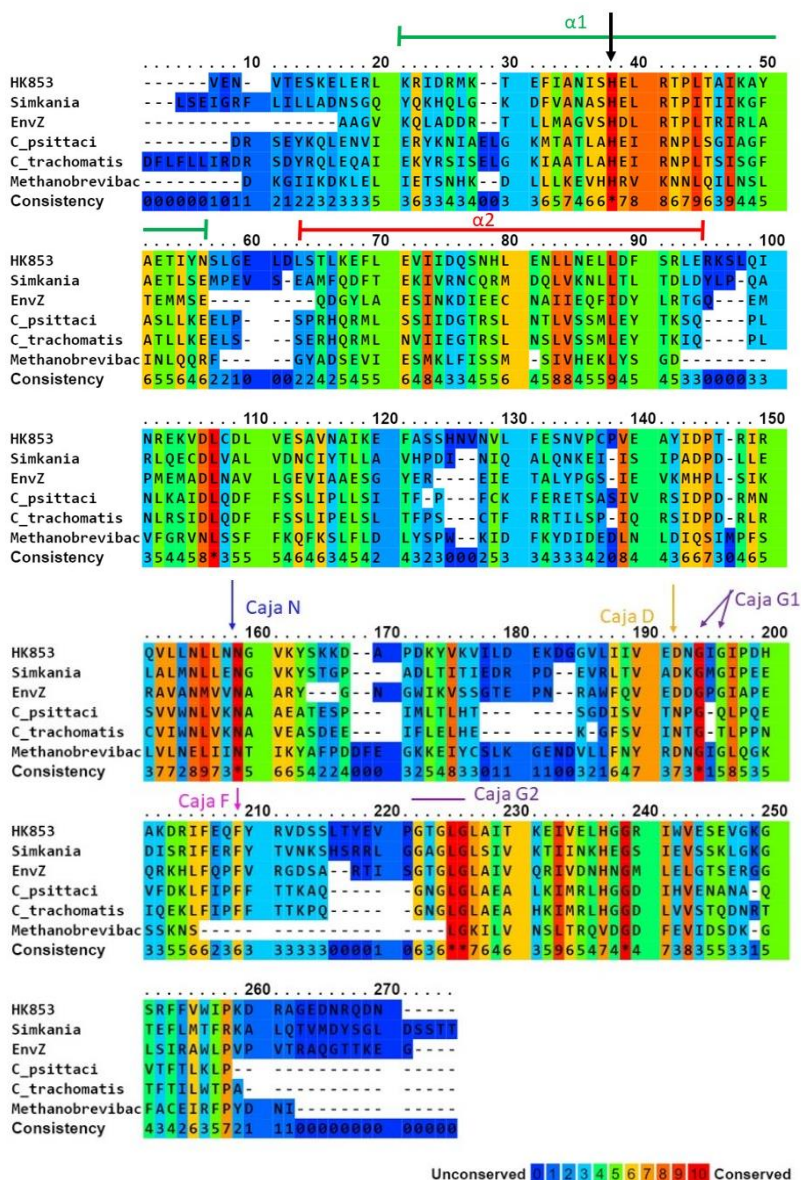 α1
. . . . . . . . . 10 . . . . . . . . . 20 . . . . . . . . . 30 . . . . . . . . . 40 . . . . . . . . . 50
HK853 -------VEN--VTESKELERL KRIDRMK--T EFIANISHEL RTPLTAIKAY
Simkania ---LSEIGRF LILLADNSGQ YQKHQLG--K DFVANASHEL RTPITIIKGF
EnvZ ----------------AAGV KQLADDR--T LLMAGVSHDL RTPLTRIRLA
C_psittaci -------DR- SEYKQLENVI ERYKNIAELG KMTATLAHEI RNPLSGIAGF
C_trachomatis DFLFLLIRDR SDYRQLEQAI EKYRSISELG KIAATLAHEI RNPLTSISGF
Methanobrevibac ---------D KGIIKDKLEL IETSNHK--D LLLKEVHHRV KNNLQILNSL
Consistency 0000001011 2122323335 3633434003 3657466*78 8679639445
α2
. . . . . . . . . 60 . . . . . . . . . 70 . . . . . . . . . 80 . . . . . . . . . 90 . . . . . . . . . 100
HK853 AETIYNSLGE LDLSTLKEFL EVIIDQSNHL ENLLNELLDF SRLERKSLQI
Simkania AETLSEMPEV S-EAMFQDFT EKIVRNCQRM DQLVKNLLTL TDLDYLP-QA
EnvZ TEMMSE---- ---QDGYLAE SINKDIEEC NAIIEQFIDY LRTGQ---EM
C_psittaci ASLLKEELP- --SPRHQRML SSIIDGTRSL NTLVSSMLEY TKSQ----PL
C_trachomatis ATLLKEELS- --SERHQRML NVIIEGTRSL NNLVSSMLEY TKIQ----PL
Methanobrevibac INLQQRF--- ---GYADSEVI ESMKLFISSM -SIVHEKLYS GD--------
Consistency 6556462210 0022425455 6484334556 4588455945 4533000033
. . . . . . . . . 110 . . . . . . . . . 120 . . . . . . . . . 130 . . . . . . . . . 140 . . . . . . . . . 150
HK853 NREKVDLCDL VESAVNAIKE FASSHNVNVL FESNVPCPVE AYIDPT-RIR
Simkania RLQECDLVAL VDNCIYTLLA VHPDI--NIQ ALQNKEI-IS IPADPD-LLE
EnvZ PMEMADLNAV LGEVIAAESG YER----EIE TALYPGS-IE VKMHPL-SIK
C_psittaci NLKAIDLQDF FSSLIPLLSI TF-P---FCK FERETSASIV RSIDPD-RMN
C_trachomatis NLRSIDLQDF FSSLIPELSL TFPS---CTF RRTILSP-IQ RSIDPD-RLR
Methanobrevibac VFGRVNLSSF FKQFKSLFLD LYSPW--KID FKYDIDEDLN LDIQSIMPFS
Consistency 354458*355 5464634542 4323000253 3433342084 4366730465
Caja N
Caja D
Caja G1
. . . . . . . . . 160 . . . . . . . . . 170 . . . . . . . . . 180 . . . . . . . . . 190 . . . . . . . . . 200
HK853 QVLLNLLNNG VKYSKKD--A PDKYVKVILD EKDGGVLIIV EDNGIGIPDH
Simkania LALMNLLENG VKYSTGP--- ADLTITIEDR PD--EVRLTV ADKGMGIPEE
EnvZ RAVANMVVNA ARY---G--N GWIKVSSGTE PN--RAWFQV EDDGPGIAPE
C_psittaci SVVWNLVKNA AEATESP--- IMLTLHT--- ----SGDISV TNPG-QLPQE
C_trachomatis CVIWNLVKNA VEASDEE--- IFLSLHT--- ---K-GFSVI INTG-TLPPN
Methanobrevibac LVLNELIINT IKYAFPDDFE GKKEIYCSLK GENDVLLFNY RDNGIGLQGK
Consistency 37728973*5 6654224000 3254583011 1100321647 373*158535
Caja F
Caja G2
. . . . . . . . . 210 . . . . . . . . . 220 . . . . . . . . . 230 . . . . . . . . . 240 . . . . . . . . . 250
HK853 AKDRIFEQFY RVDSSLTYEV PGTGLGLAIT KEIVELHGGR IWVESEVGKG
Simkania DISRIFERFY TVNKSHSRRL GGAGLGLSIV KTIINKHEGS IEVSSKLGKG
EnvZ QRKHLFQPFV RGDSA--RTI SGTGLGLAIV QRIVDNHNGM LELGTSERGG
C_psittaci VFDKLFIPFF TTKAQ----- -GNGLGLAEA LKIMRLHGGD IHVENANA-Q
C_trachomatis IQEKLFIPFF TTKPQ----- -GNGLGLAEA HKIMRLHGGD LVVSTQDNRT
Methanobrevibac SSKNS----- ---------- ----LGKILV NSLTRQVDGD FEVIDSDK-G
Consistency 3355662363 3333300001 0636**7646 35965474*4 7383553315
. . . . . . . . . 260 . . . . . . . . . 270 . . . . .
HK853 SRFFVWIPKD RAGEDNRQDN -----
Simkania TEFLMTFRKA LQTVMDYSGL DSSTT
EnvZ LSIRAWLPVP VTRAQGTTKE G----
C_psittaci VTFTLKLP-- ---------- -----
C_trachomatis TFTILWTPA- ---------- -----
Methanobrevibac FACEIRFPYD NI-------- -----
Consistency 4342635721 1100000000 00000
Unconserved 0 1 2 3 4 5 6 7 8 9 10 Conserved